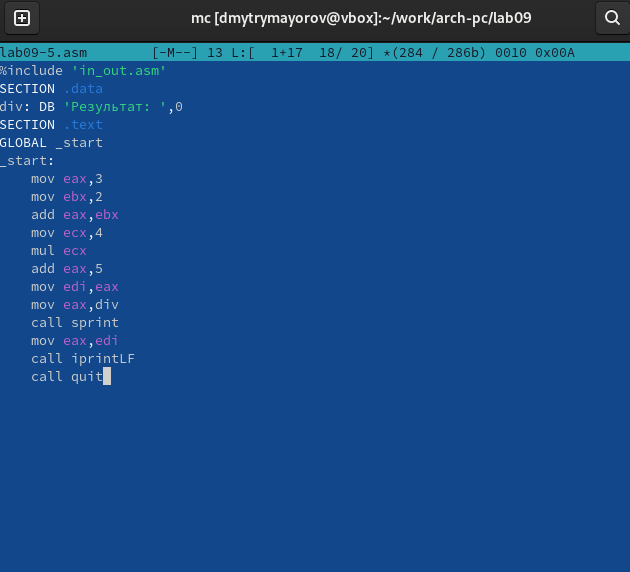 mc [dmytrymayorov@vbox]:~/work/arch-pc/lab09
lab09-5.asm        [-M--] 13 L:[  1+17  18/ 20] *(284 / 286b) 0010 0x00A
%include 'in_out.asm'
SECTION .data
div: DB 'Результат: ',0
SECTION .text
GLOBAL _start
_start:
    mov eax,3
    mov ebx,2
    add eax,ebx
    mov ecx,4
    mul ecx
    add eax,5
    mov edi,eax
    mov eax,div
    call sprint
    mov eax,edi
    call iprintLF
    call quit